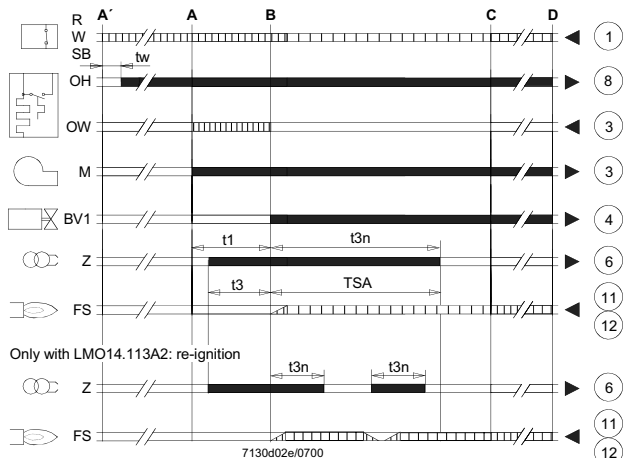 A´ A B C D
R
W 1
SB tw
OH 8
OW 3
M 3
BV1 4
t1 t3n
Z 6
t3 TSA
FS 11
12
Only with LMO14.113A2: re-ignition
t3n t3n
Z 6
FS 11
12
7130d02e/0700